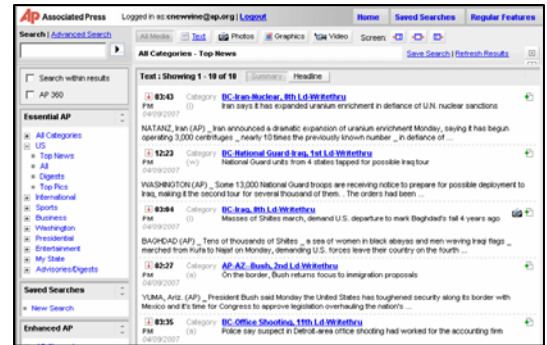 AP Associated Press
Logged in as:cnewvine@ap.org | Logout
Home
Saved Searches
Regular Features
Search | Advanced Search
All Media
Text
Photos
Graphics
Video
Screen:
All Categories - Top News
Save Search | Refresh Results
Search within results
AP 360
Text : Showing 1 - 10 of 10
Summary
Headline
Essential AP
All Categories
US
Top News
All
Digests
Top Pics
International
Sports
Business
Washington
Presidential
Entertainment
My State
Advisories/Digests
Saved Searches
New Search
Enhanced AP
03:43 Category BC-Iran-Nuclear, 8th Ld-Writethru
PM (i) Iran says it has expanded uranium enrichment in defiance of U.N. nuclear sanctions
04/09/2007
NATANZ, Iran (AP) _ Iran announced a dramatic expansion of uranium enrichment Monday, saying it has begun
operating 3,000 centrifuges _ nearly 10 times the previously known number _ in defiance of ...
12:23 Category BC-National Guard-Iraq, 1st Ld-Writethru
PM (w) National Guard units from 4 states tapped for possible Iraq tour
04/09/2007
WASHINGTON (AP) _ Some 13,000 National Guard troops are receiving notice to prepare for possible deployment to
Iraq, making it the second tour for several thousand of them. . The orders had been ...
03:04 Category BC-Iraq, 8th Ld-Writethru
PM (i) Masses of Shiites march, demand U.S. departure to mark Baghdad's fall 4 years ago
04/09/2007
BAGHDAD (AP) _ Tens of thousands of Shiites _ a sea of women in black abayas and men waving Iraqi flags _
marched from Kufa to Najaf on Monday, demanding U.S. forces leave their country on the fourth ...
02:27 Category AP-AZ--Bush, 2nd Ld-Writethru
PM (a) On the border, Bush returns focus to immigration proposals
04/09/2007
YUMA, Ariz. (AP) _ President Bush said Monday the United States has toughened security along its border with
Mexico and it's time for Congress to approve legislation overhauling the nation's ...
03:35 Category BC-Office Shooting, 11th Ld-Writethru
PM (a) Police say suspect in Detroit-area office shooting had worked for the accounting firm
04/09/2007